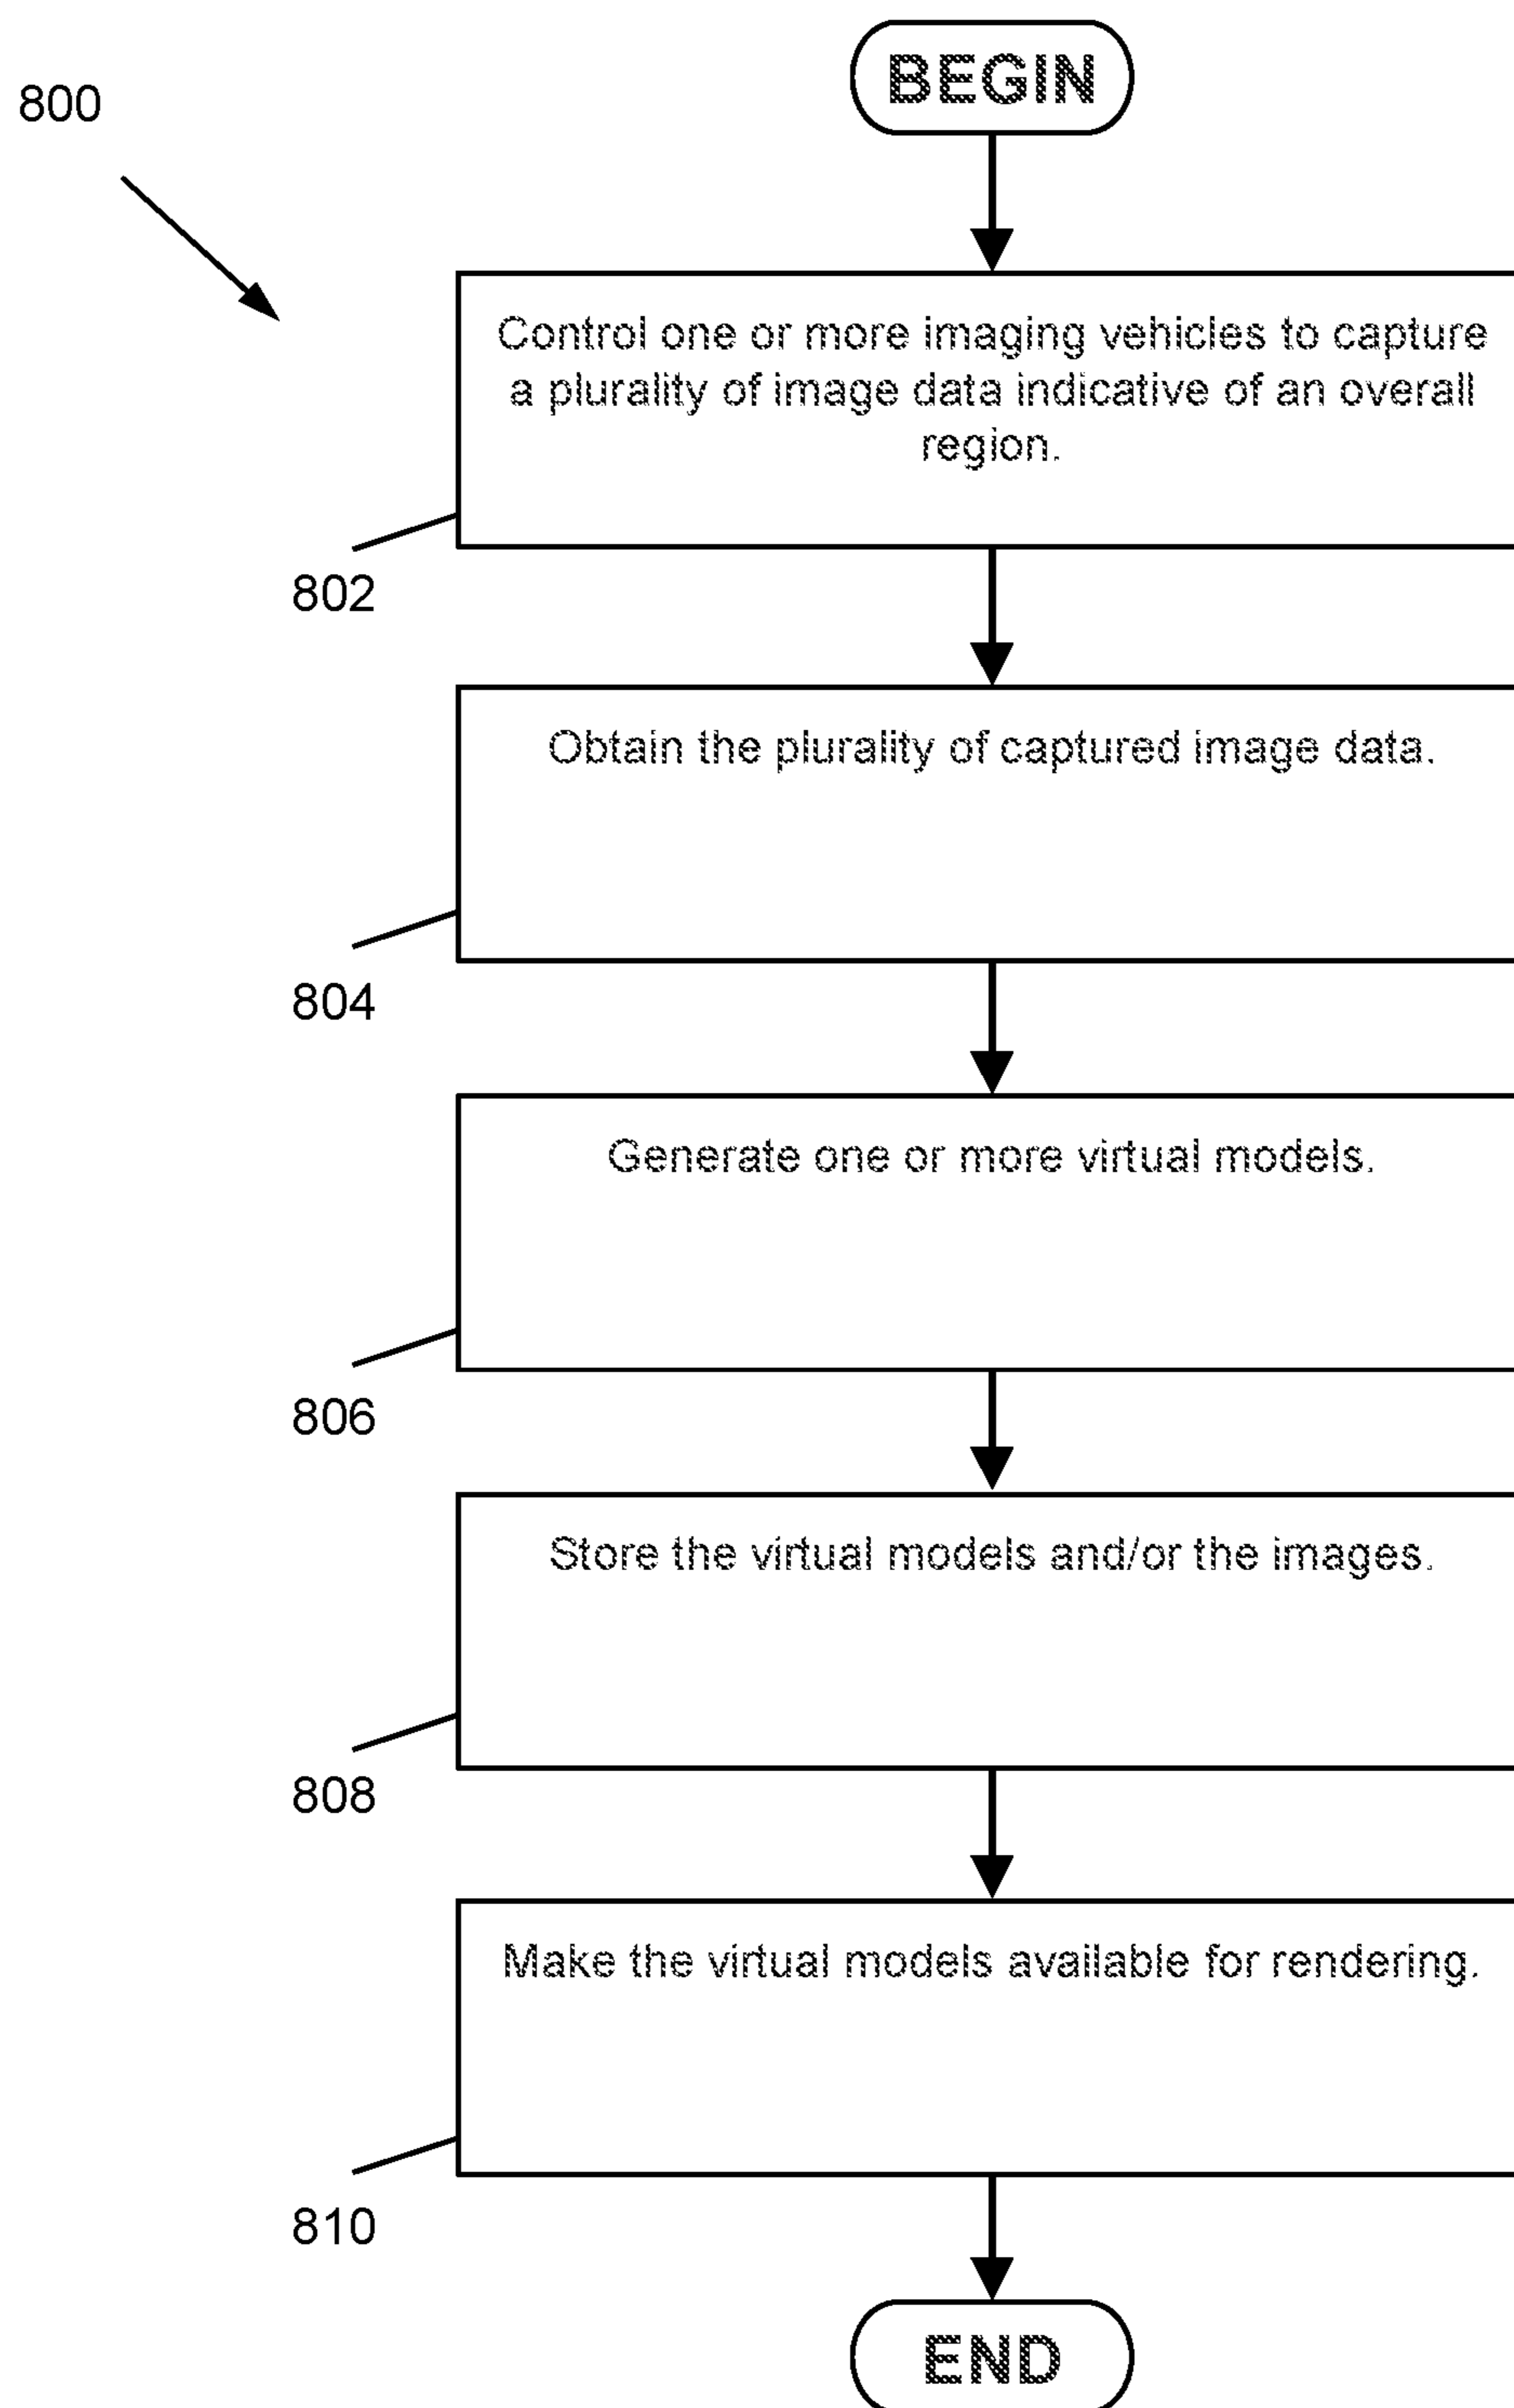 BEGIN
800
Control one or more imaging vehicles to capture
a plurality of image data indicative of an overall
region.
802
Obtain the plurality of captured image data.
804
Generate one or more virtual models.
806
Store the virtual models and/or the images.
808
Make the virtual models available for rendering.
810
END